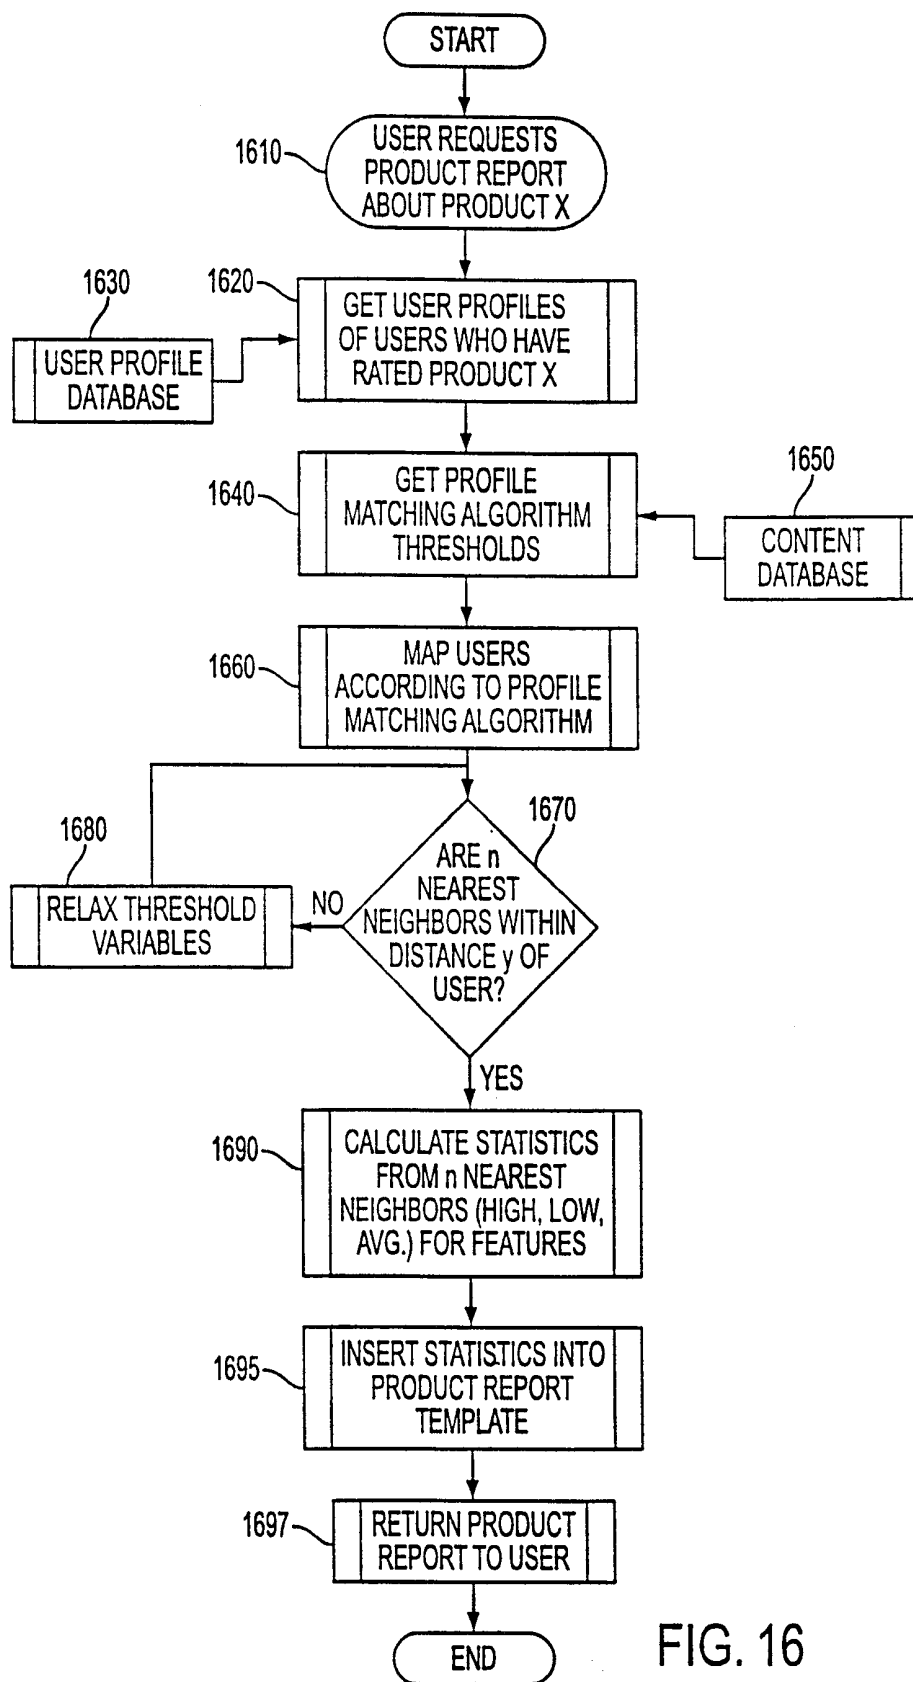 START
1610
USER REQUESTS
PRODUCT REPORT
ABOUT PRODUCT X
1630
1620
GET USER PROFILES
OF USERS WHO HAVE
RATED PRODUCT X
USER PROFILE
DATABASE
1640
GET PROFILE
MATCHING ALGORITHM
THRESHOLDS
1650
CONTENT
DATABASE
1660
MAP USERS
ACCORDING TO PROFILE
MATCHING ALGORITHM
1670
ARE n
NEAREST
NEIGHBORS WITHIN
DISTANCE y OF
USER?
1680
RELAX THRESHOLD
VARIABLES
NO
YES
1690
CALCULATE STATISTICS
FROM n NEAREST
NEIGHBORS (HIGH, LOW,
AVG.) FOR FEATURES
1695
INSERT STATISTICS INTO
PRODUCT REPORT
TEMPLATE
1697
RETURN PRODUCT
REPORT TO USER
END
FIG. 16